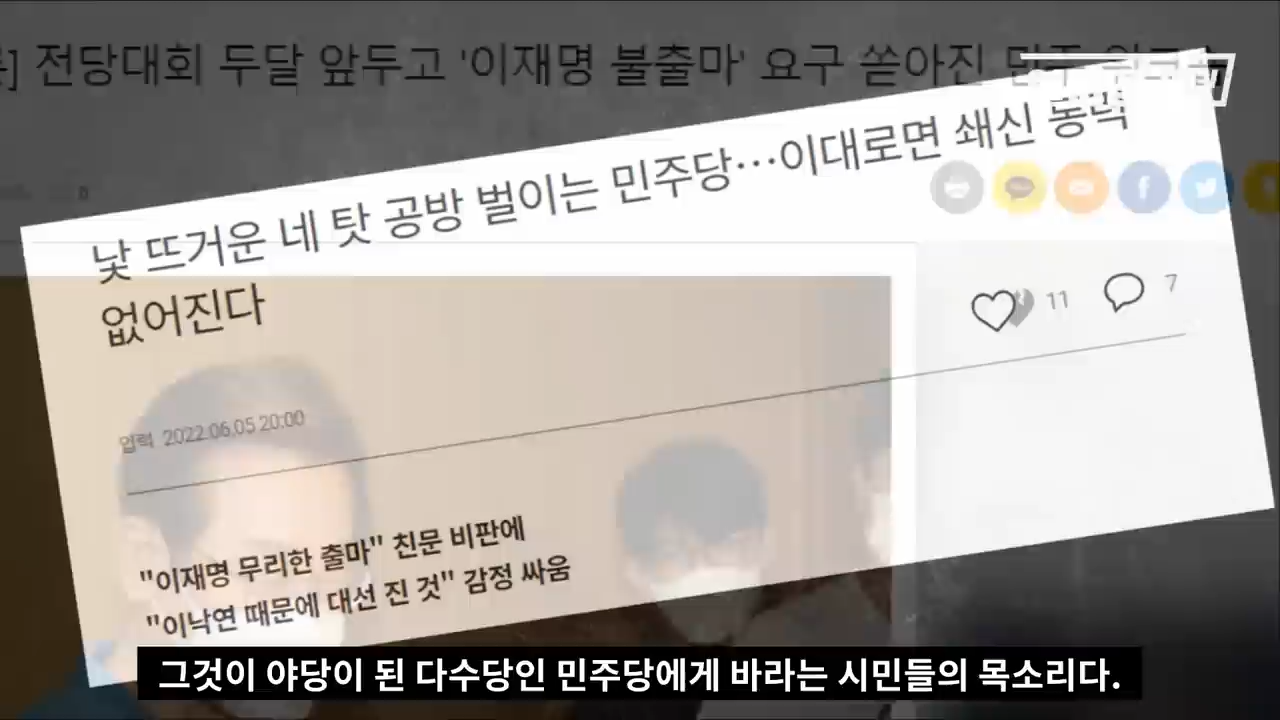 전당대회 두달 앞두고 '이재명 불출마' 요구 쏟아진 민주
낯 뜨거운 네 탓 공방 벌이는 민주당…이대로면 쇄신 동력
없어진다
11
7
입력 2022.06.05 20:00
"이재명 무리한 출마" 친문 비판에
"이낙연 때문에 대선 진 것" 감정 싸움
그것이 야당이 된 다수당인 민주당에게 바라는 시민들의 목소리다.